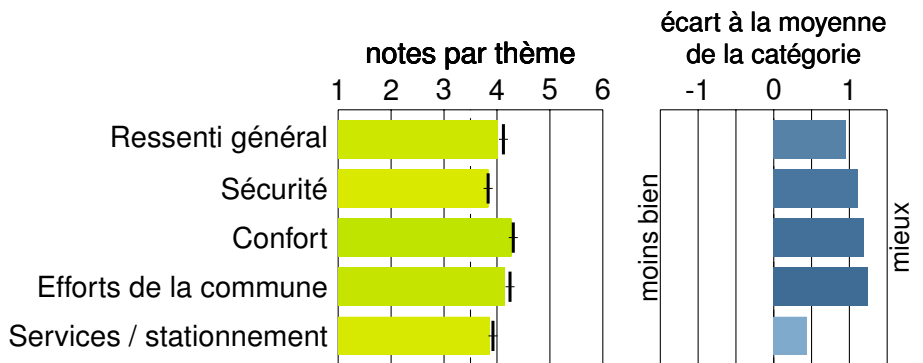 notes par thème
1 2 3 4 5 6
écart à la moyenne
de la catégorie
-1 0 1
Ressenti général
Sécurité
Confort
Efforts de la commune
Services / stationnement
moins bien
mieux